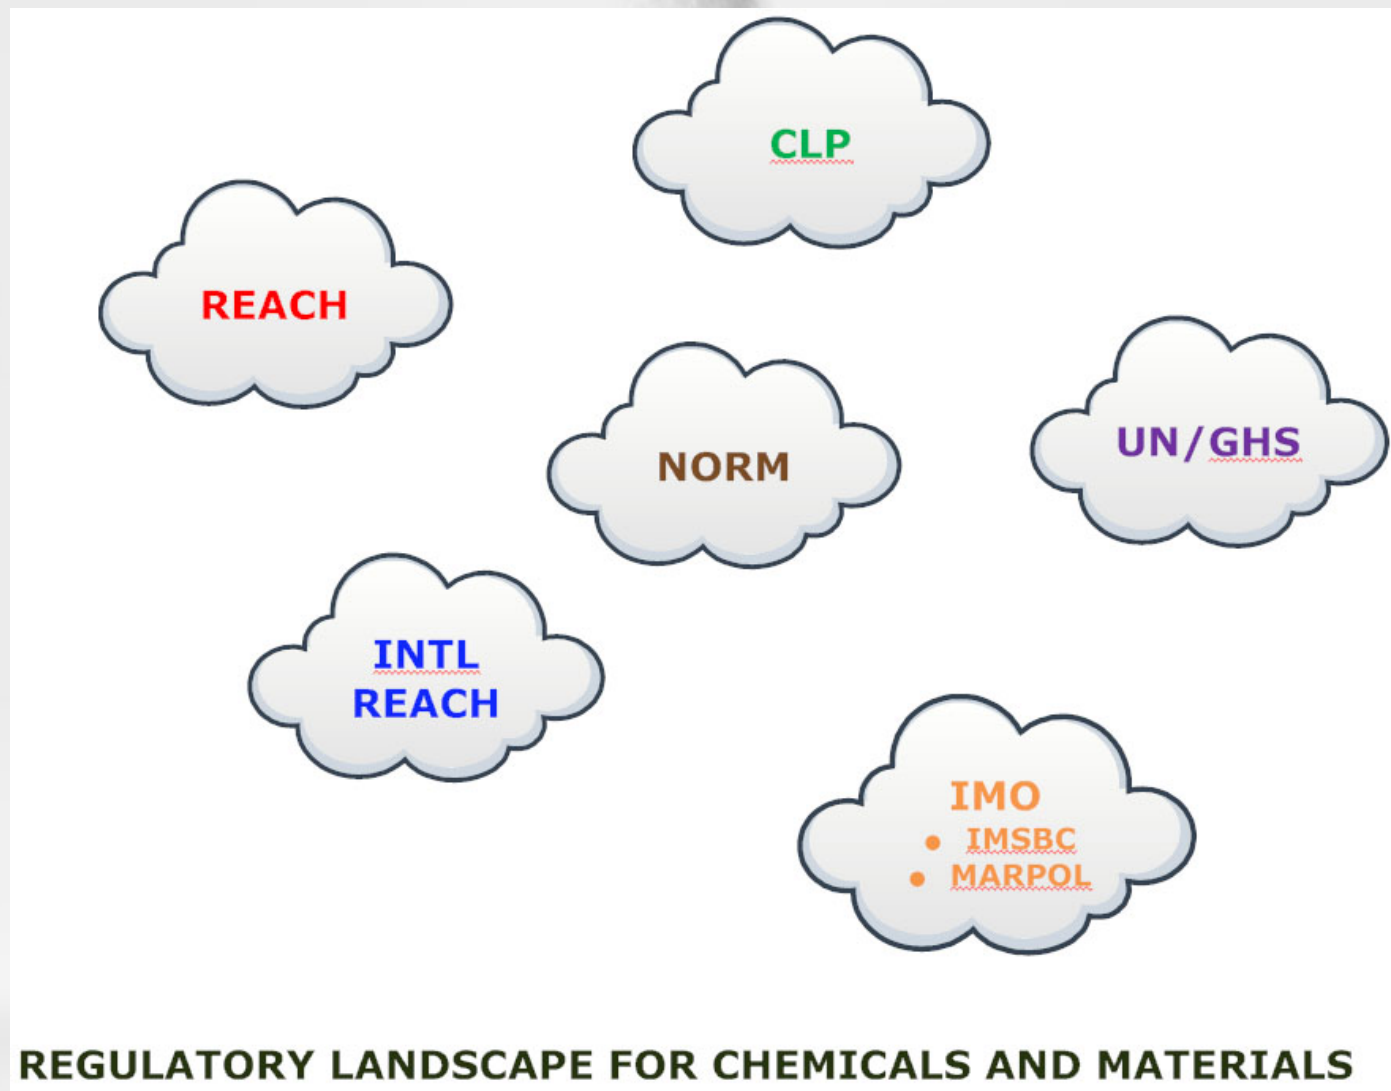 CLP
REACH
UN/GHS
NORM
INTL
REACH
IMO
• IMSBC
• MARPOL
REGULATORY LANDSCAPE FOR CHEMICALS AND MATERIALS